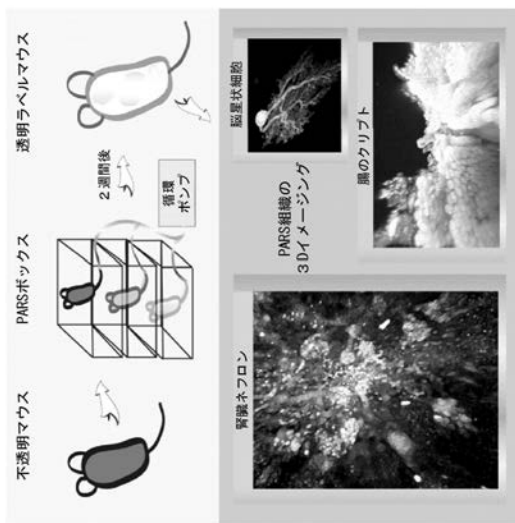 不透明マウス
PARSボックス
2週間後
循環
ポンプ
透明ラベルマウス
腎臓ネフロン
PARS組織の
3Dイメージング
脳星状細胞
腸のクリプト